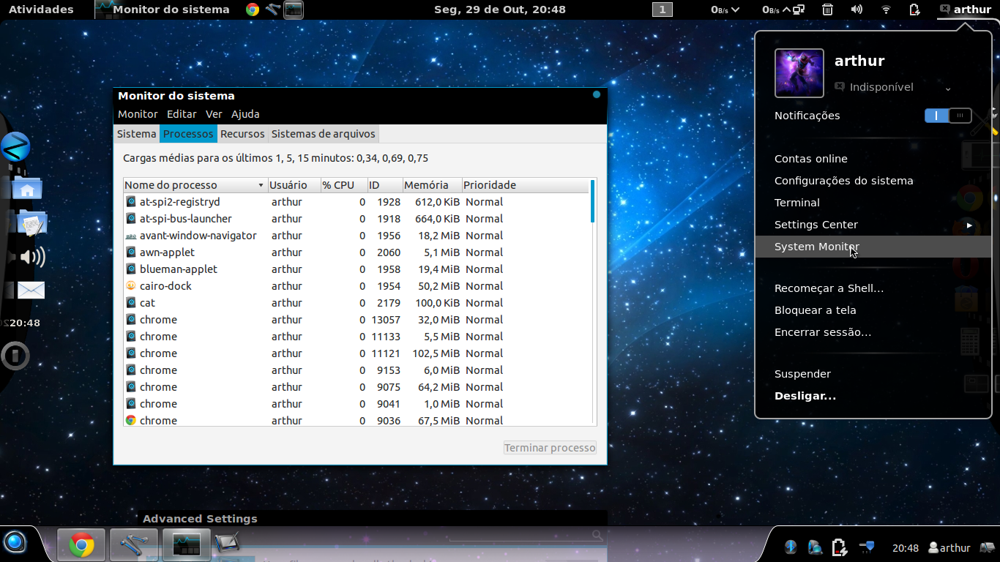 Atividades Monitor do sistema Seg, 29 de Out, 20:48 1 0B/s 0B/s arthur
arthur
Indisponível
Notificações
Contas online
Configurações do sistema
Terminal
Settings Center
System Monitor
Recomeçar a Shell...
Bloquear a tela
Encerrar sessão...
Suspender
Desligar...
Monitor do sistema
Monitor Editar Ver Ajuda
Sistema Processos Recursos Sistemas de arquivos
Cargas médias para os últimos 1, 5, 15 minutos: 0,34, 0,69, 0,75
Nome do processo Usuário % CPU ID Memória Prioridade
at-spi2-registryd arthur 0 1928 612,0 KiB Normal
at-spi-bus-launcher arthur 0 1918 664,0 KiB Normal
avant-window-navigator arthur 0 1956 18,2 MiB Normal
awn-applet arthur 0 2060 5,1 MiB Normal
blueman-applet arthur 0 1958 19,4 MiB Normal
cairo-dock arthur 0 1954 50,2 MiB Normal
cat arthur 0 2179 100,0 KiB Normal
chrome arthur 0 13057 32,0 MiB Normal
chrome arthur 0 11133 5,5 MiB Normal
chrome arthur 0 11121 102,5 MiB Normal
chrome arthur 0 9153 6,0 MiB Normal
chrome arthur 0 9075 64,2 MiB Normal
chrome arthur 0 9041 1,0 MiB Normal
chrome arthur 0 9036 67,5 MiB Normal
Terminar processo
20:48
Advanced Settings
20:48 arthur